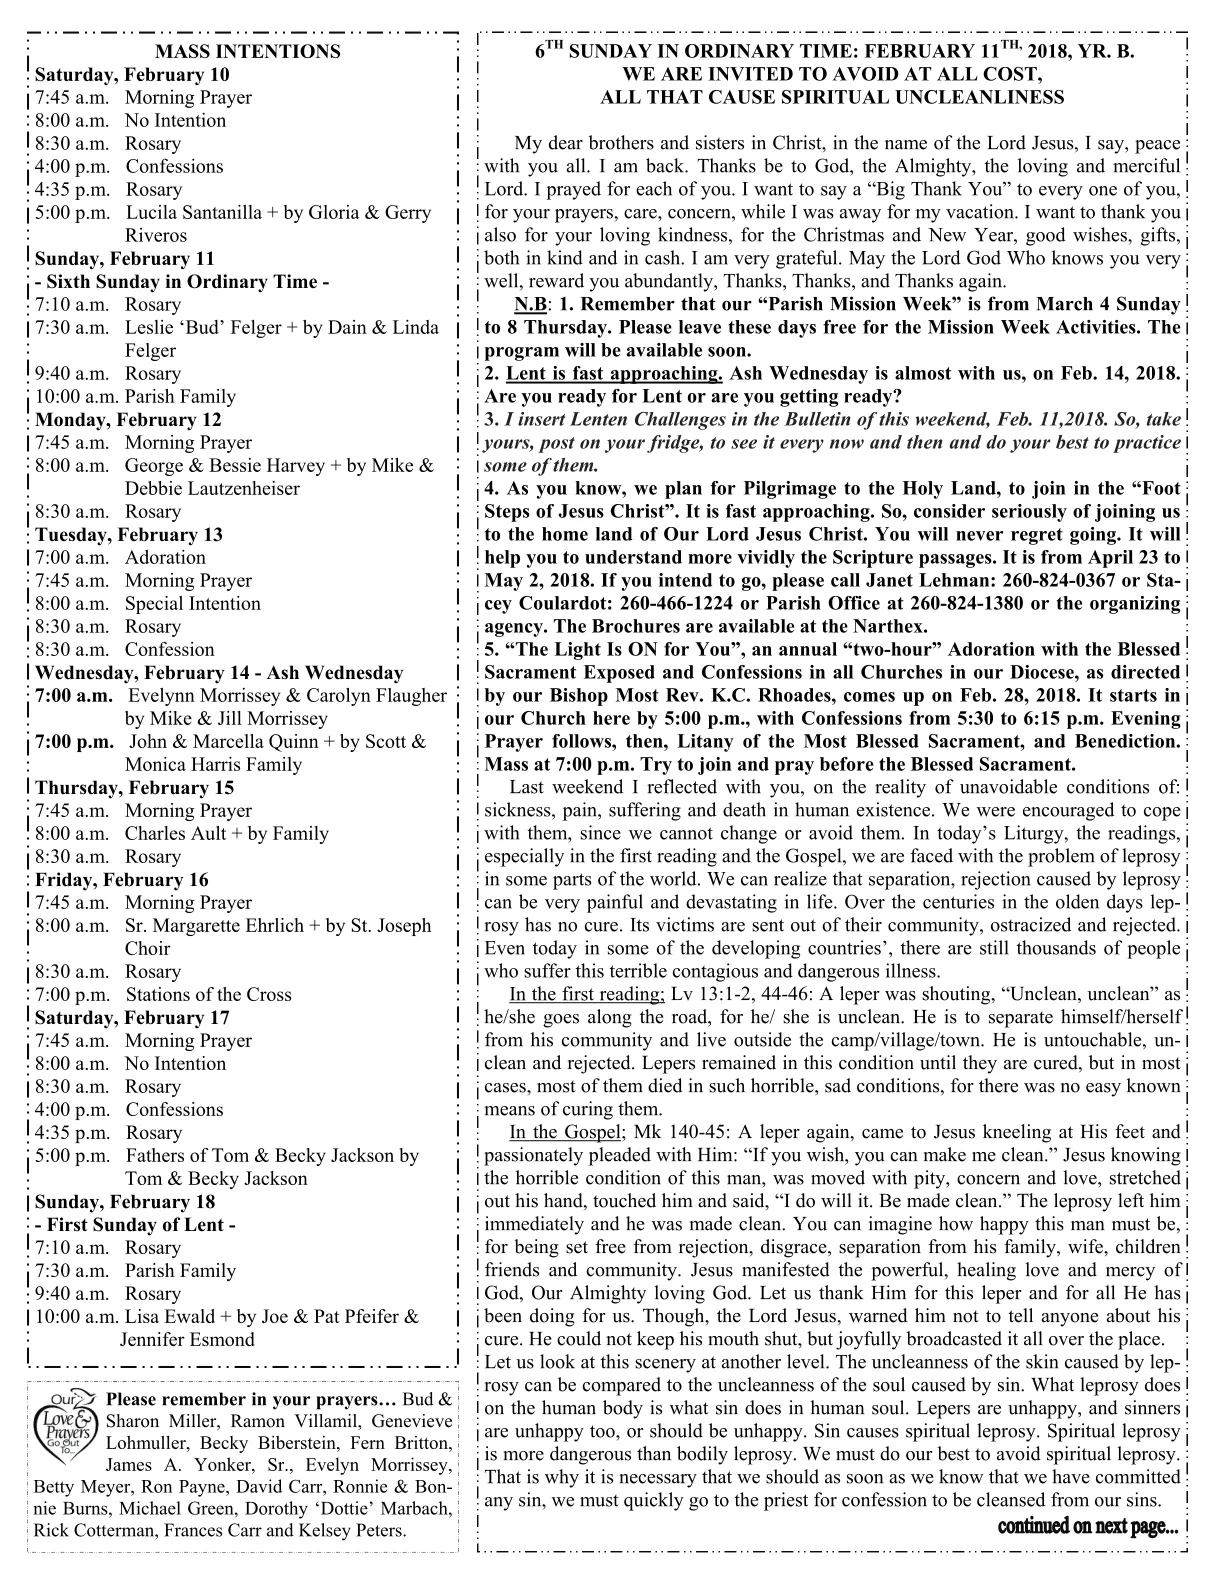 MASS INTENTIONS
Saturday, February 10
7:45 a.m. Morning Prayer
8:00 a.m. No Intention
8:30 a.m. Rosary
4:00 p.m. Confessions
4:35 p.m. Rosary
5:00 p.m. Lucila Santanilla + by Gloria & Gerry
Riveros
Sunday, February 11
- Sixth Sunday in Ordinary Time -
7:10 a.m. Rosary
7:30 a.m. Leslie ‘Bud’ Felger + by Dain & Linda
Felger
9:40 a.m. Rosary
10:00 a.m. Parish Family
Monday, February 12
7:45 a.m. Morning Prayer
8:00 a.m. George & Bessie Harvey + by Mike &
Debbie Lautzenheiser
8:30 a.m. Rosary
Tuesday, February 13
7:00 a.m. Adoration
7:45 a.m. Morning Prayer
8:00 a.m. Special Intention
8:30 a.m. Rosary
8:30 a.m. Confession
Wednesday, February 14 - Ash Wednesday
7:00 a.m. Evelynn Morrissey & Carolyn Flaugher
by Mike & Jill Morrissey
7:00 p.m. John & Marcella Quinn + by Scott &
Monica Harris Family
Thursday, February 15
7:45 a.m. Morning Prayer
8:00 a.m. Charles Ault + by Family
8:30 a.m. Rosary
Friday, February 16
7:45 a.m. Morning Prayer
8:00 a.m. Sr. Margarette Ehrlich + by St. Joseph
Choir
8:30 a.m. Rosary
7:00 p.m. Stations of the Cross
Saturday, February 17
7:45 a.m. Morning Prayer
8:00 a.m. No Intention
8:30 a.m. Rosary
4:00 p.m. Confessions
4:35 p.m. Rosary
5:00 p.m. Fathers of Tom & Becky Jackson by
Tom & Becky Jackson
Sunday, February 18
- First Sunday of Lent -
7:10 a.m. Rosary
7:30 a.m. Parish Family
9:40 a.m. Rosary
10:00 a.m. Lisa Ewald + by Joe & Pat Pfeifer &
Jennifer Esmond
Our
Love &
Prayers
Go Out
To...
Please remember in your prayers… Bud &
Sharon Miller, Ramon Villamil, Genevieve
Lohmuller, Becky Biberstein, Fern Britton,
James A. Yonker, Sr., Evelyn Morrissey,
Betty Meyer, Ron Payne, David Carr, Ronnie & Bon-
nie Burns, Michael Green, Dorothy ‘Dottie’ Marbach,
Rick Cotterman, Frances Carr and Kelsey Peters.
6TH SUNDAY IN ORDINARY TIME: FEBRUARY 11TH, 2018, YR. B.
WE ARE INVITED TO AVOID AT ALL COST,
ALL THAT CAUSE SPIRITUAL UNCLEANLINESS
My dear brothers and sisters in Christ, in the name of the Lord Jesus, I say, peace
with you all. I am back. Thanks be to God, the Almighty, the loving and merciful
Lord. I prayed for each of you. I want to say a “Big Thank You” to every one of you,
for your prayers, care, concern, while I was away for my vacation. I want to thank you
also for your loving kindness, for the Christmas and New Year, good wishes, gifts,
both in kind and in cash. I am very grateful. May the Lord God Who knows you very
well, reward you abundantly, Thanks, Thanks, and Thanks again.
N.B: 1. Remember that our “Parish Mission Week” is from March 4 Sunday
to 8 Thursday. Please leave these days free for the Mission Week Activities. The
program will be available soon.
2. Lent is fast approaching. Ash Wednesday is almost with us, on Feb. 14, 2018.
Are you ready for Lent or are you getting ready?
3. I insert Lenten Challenges in the Bulletin of this weekend, Feb. 11,2018. So, take
yours, post on your fridge, to see it every now and then and do your best to practice
some of them.
4. As you know, we plan for Pilgrimage to the Holy Land, to join in the “Foot
Steps of Jesus Christ”. It is fast approaching. So, consider seriously of joining us
to the home land of Our Lord Jesus Christ. You will never regret going. It will
help you to understand more vividly the Scripture passages. It is from April 23 to
May 2, 2018. If you intend to go, please call Janet Lehman: 260-824-0367 or Sta-
cey Coulardot: 260-466-1224 or Parish Office at 260-824-1380 or the organizing
agency. The Brochures are available at the Narthex.
5. “The Light Is ON for You”, an annual “two-hour” Adoration with the Blessed
Sacrament Exposed and Confessions in all Churches in our Diocese, as directed
by our Bishop Most Rev. K.C. Rhoades, comes up on Feb. 28, 2018. It starts in
our Church here by 5:00 p.m., with Confessions from 5:30 to 6:15 p.m. Evening
Prayer follows, then, Litany of the Most Blessed Sacrament, and Benediction.
Mass at 7:00 p.m. Try to join and pray before the Blessed Sacrament.
Last weekend I reflected with you, on the reality of unavoidable conditions of:
sickness, pain, suffering and death in human existence. We were encouraged to cope
with them, since we cannot change or avoid them. In today’s Liturgy, the readings,
especially in the first reading and the Gospel, we are faced with the problem of leprosy
in some parts of the world. We can realize that separation, rejection caused by leprosy
can be very painful and devastating in life. Over the centuries in the olden days lep-
rosy has no cure. Its victims are sent out of their community, ostracized and rejected.
Even today in some of the developing countries’, there are still thousands of people
who suffer this terrible contagious and dangerous illness.
In the first reading; Lv 13:1-2, 44-46: A leper was shouting, “Unclean, unclean” as
he/she goes along the road, for he/ she is unclean. He is to separate himself/herself
from his community and live outside the camp/village/town. He is untouchable, un-
clean and rejected. Lepers remained in this condition until they are cured, but in most
cases, most of them died in such horrible, sad conditions, for there was no easy known
means of curing them.
In the Gospel; Mk 140-45: A leper again, came to Jesus kneeling at His feet and
passionately pleaded with Him: “If you wish, you can make me clean.” Jesus knowing
the horrible condition of this man, was moved with pity, concern and love, stretched
out his hand, touched him and said, “I do will it. Be made clean.” The leprosy left him
immediately and he was made clean. You can imagine how happy this man must be,
for being set free from rejection, disgrace, separation from his family, wife, children
friends and community. Jesus manifested the powerful, healing love and mercy of
God, Our Almighty loving God. Let us thank Him for this leper and for all He has
been doing for us. Though, the Lord Jesus, warned him not to tell anyone about his
cure. He could not keep his mouth shut, but joyfully broadcasted it all over the place.
Let us look at this scenery at another level. The uncleanness of the skin caused by lep-
rosy can be compared to the uncleanness of the soul caused by sin. What leprosy does
on the human body is what sin does in human soul. Lepers are unhappy, and sinners
are unhappy too, or should be unhappy. Sin causes spiritual leprosy. Spiritual leprosy
is more dangerous than bodily leprosy. We must do our best to avoid spiritual leprosy.
That is why it is necessary that we should as soon as we know that we have committed
any sin, we must quickly go to the priest for confession to be cleansed from our sins.
continued on next page...